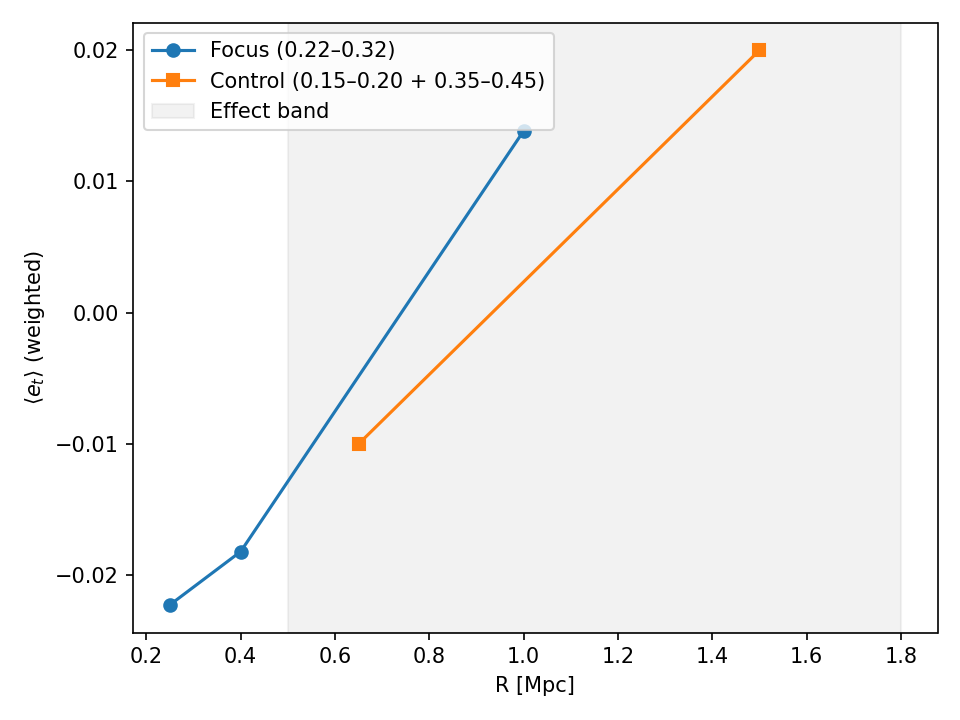 Focus (0.22–0.32)
Control (0.15–0.20 + 0.35–0.45)
Effect band
0.02
0.01
0.00
−0.01
−0.02
⟨eₜ⟩ (weighted)
0.2 0.4 0.6 0.8 1.0 1.2 1.4 1.6 1.8
R [Mpc]